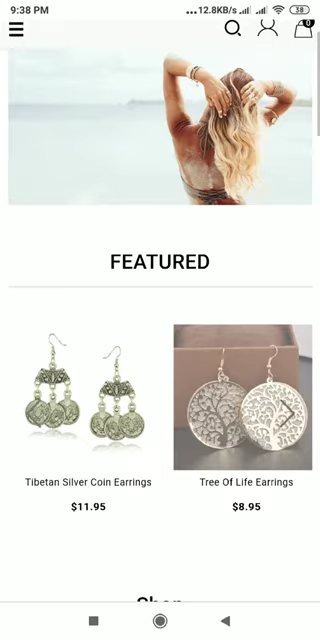 9:38 PM
...12.8KB/s
38
0
FEATURED
Tibetan Silver Coin Earrings
Tree Of Life Earrings
$11.95
$8.95
Shop